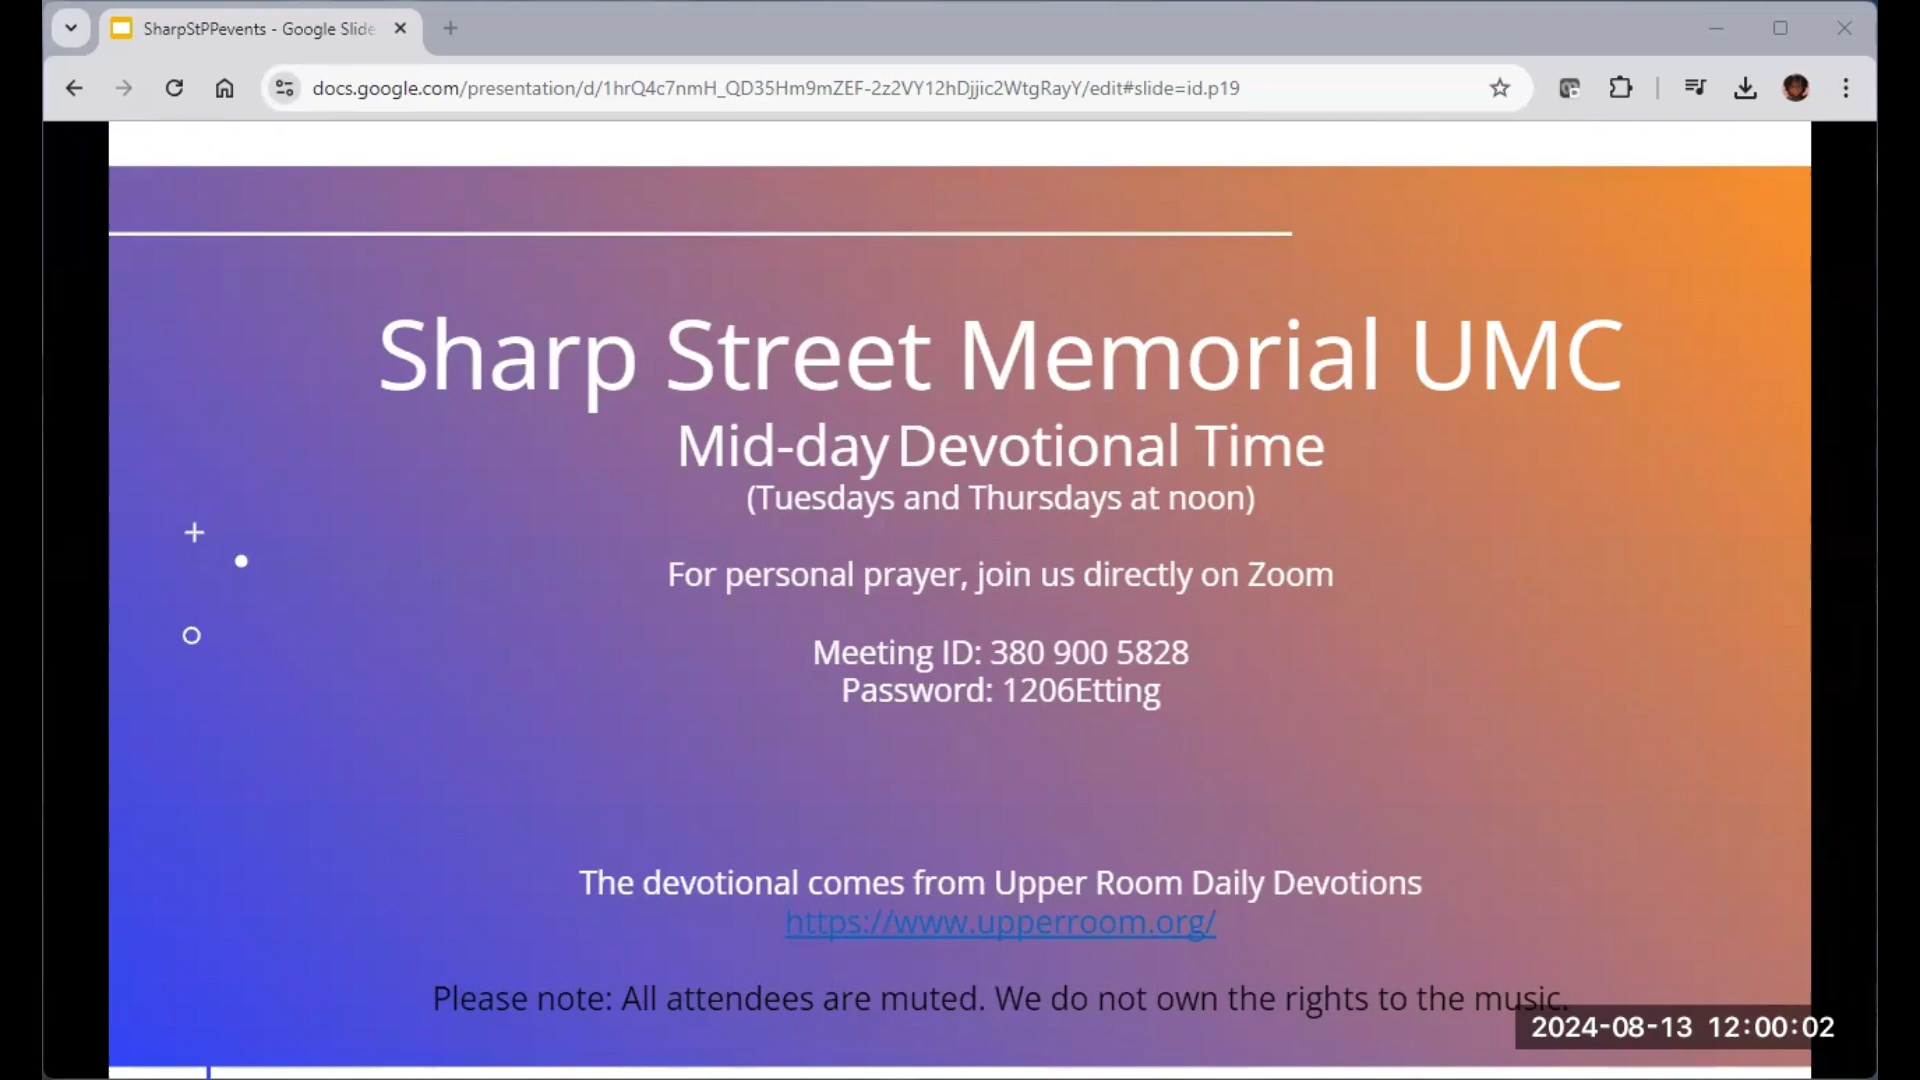 SharpStPPevents - Google Slide
docs.google.com/presentation/d/1hrQ4c7nmH_QD35Hm9mZEF-2z2VY12hDjjic2WtgRayY/edit#slide=id.p19
Sharp Street Memorial UMC
Mid-day Devotional Time
(Tuesdays and Thursdays at noon)
For personal prayer, join us directly on Zoom
Meeting ID: 380 900 5828
Password: 1206Etting
The devotional comes from Upper Room Daily Devotions
https://www.upperroom.org/
Please note: All attendees are muted. We do not own the rights to the music.
2024-08-13 12:00:02